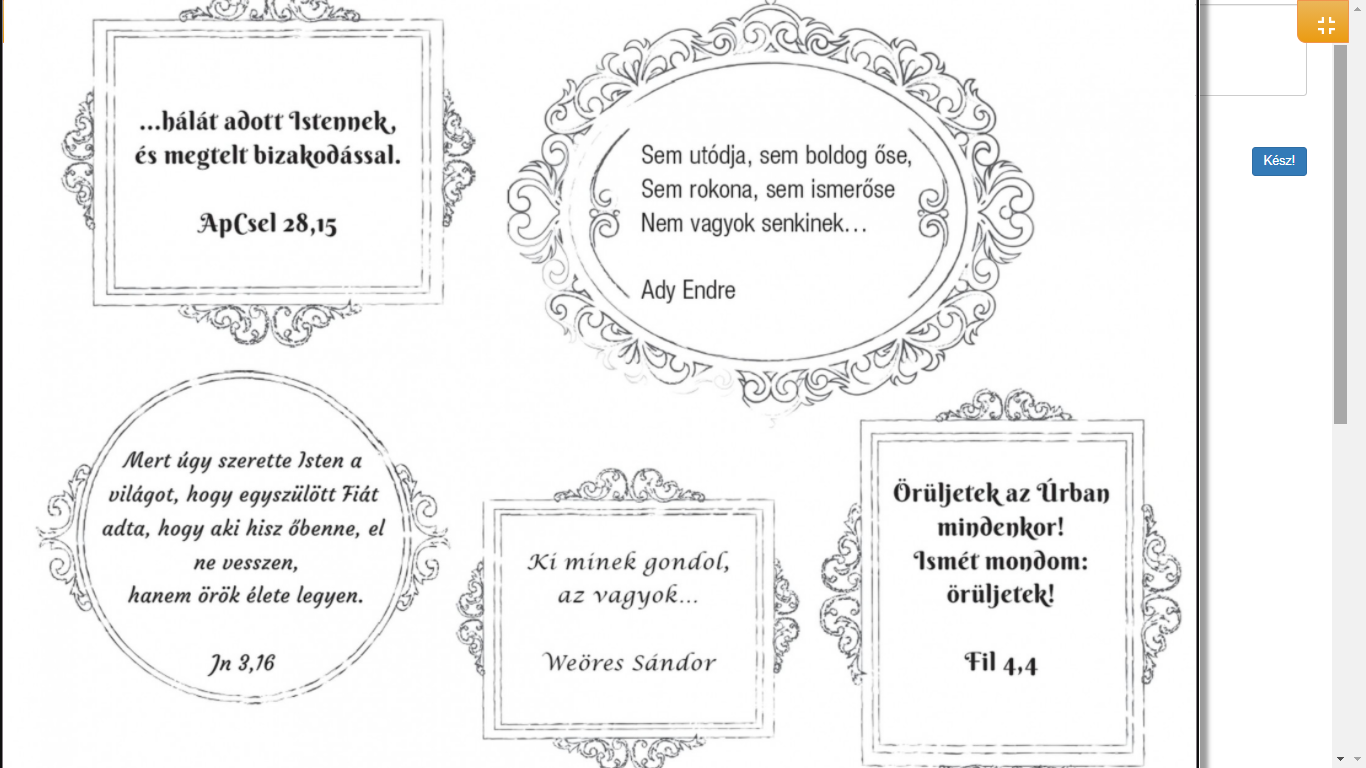 ...hálát adott Istennek,
és megtelt bizakodással.
ApCsel 28,15
Sem utódja, sem boldog őse,
Sem rokona, sem ismerőse
Nem vagyok senkinek...
Ady Endre
Kész!
Mert úgy szerette Isten a
világot, hogy egyszülött Fiát
adta, hogy aki hisz őbenne, el
ne vesszen,
hanem örök élete legyen.
Jn 3,16
Ki minek gondol,
az vagyok...
Weöres Sándor
Örüljetek az Úrban
mindenkor!
Ismét mondom:
örüljetek!
Fil 4,4